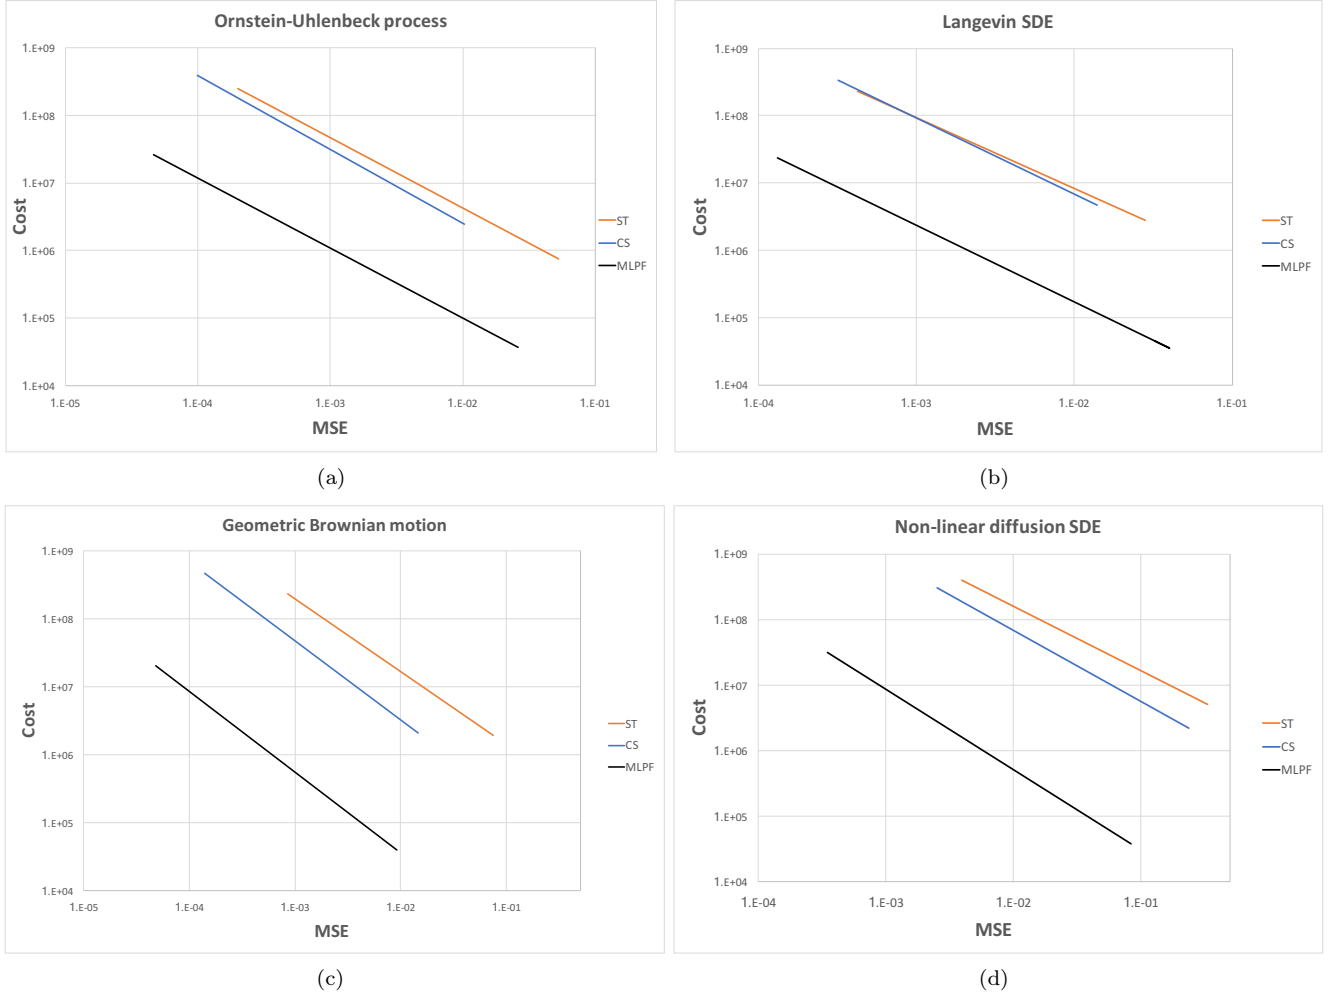 Ornstein-Uhlenbeck process
1.E+09
1.E+08
1.E+07
1.E+06
1.E+05
1.E+04
Cost
1.E-05
1.E-04
1.E-03
1.E-02
1.E-01
MSE
ST
CS
MLPF
(a)
Langevin SDE
1.E+09
1.E+08
1.E+07
1.E+06
1.E+05
1.E+04
Cost
1.E-04
1.E-03
1.E-02
1.E-01
MSE
ST
CS
MLPF
(b)
Geometric Brownian motion
1.E+09
1.E+08
1.E+07
1.E+06
1.E+05
1.E+04
Cost
1.E-05
1.E-04
1.E-03
1.E-02
1.E-01
MSE
ST
CS
MLPF
(c)
Non-linear diffusion SDE
1.E+09
1.E+08
1.E+07
1.E+06
1.E+05
1.E+04
Cost
1.E-04
1.E-03
1.E-02
1.E-01
MSE
ST
CS
MLPF
(d)